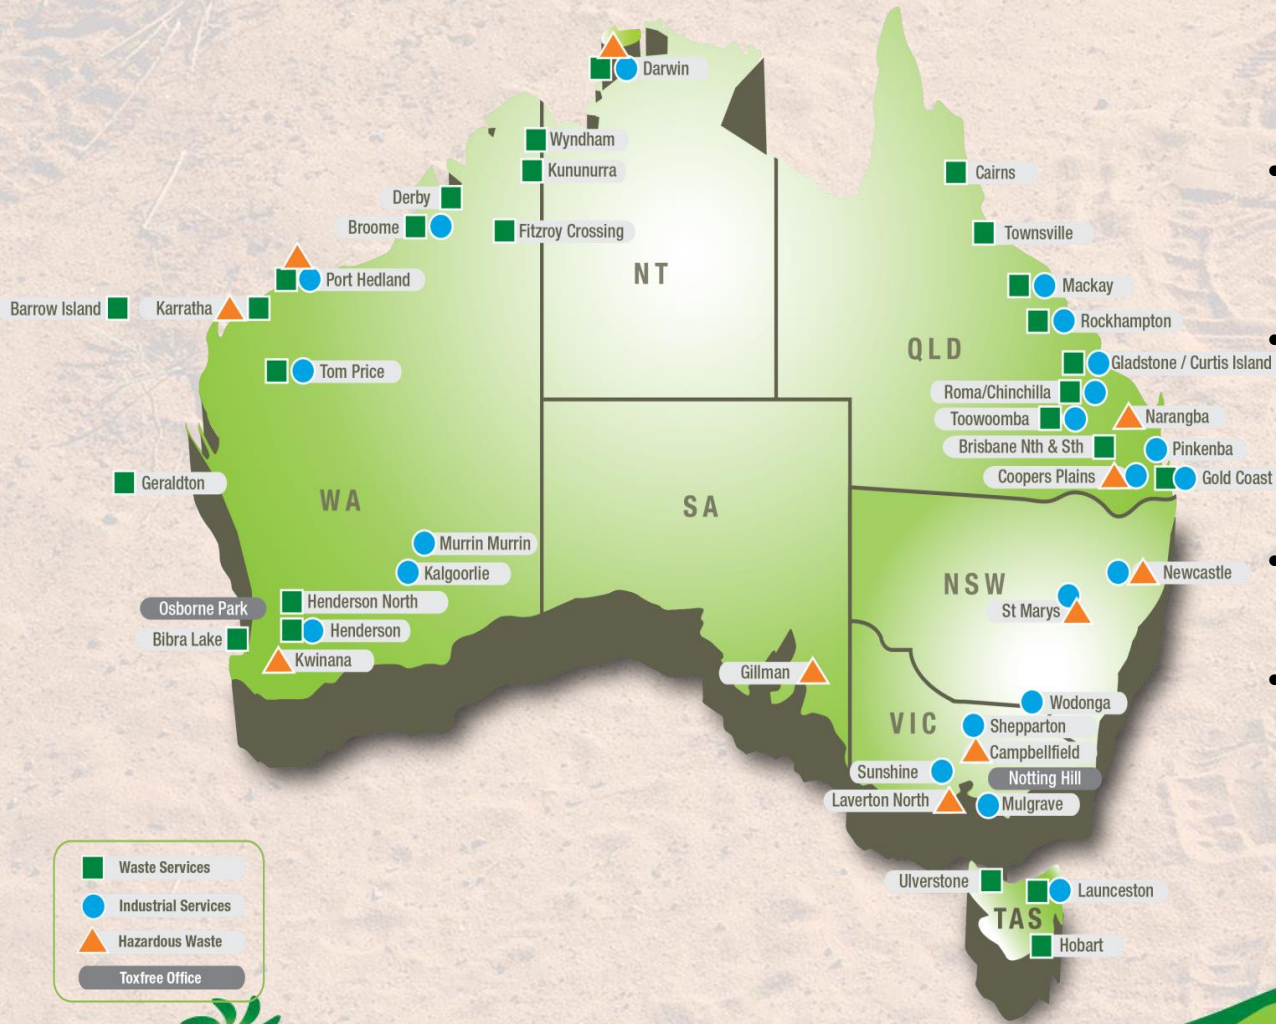 Darwin
Wyndham
Kununurra
Cairns
Derby
Broome
Fitzroy Crossing
Townsville
NT
Port Hedland
Mackay
Barrow Island
Karratha
Rockhampton
QLD
Gladstone / Curtis Island
Tom Price
Roma/Chinchilla
Toowoomba
Narangba
Brisbane Nth & Sth
Pinkenba
Coopers Plains
Gold Coast
Geraldton
WA
SA
Murrin Murrin
Kalgoorlie
NSW
Newcastle
Henderson North
Osborne Park
St Marys
Henderson
Bibra Lake
Kwinana
Gillman
Wodonga
VIC
Shepparton
Campbellfield
Sunshine
Notting Hill
Laverton North
Mulgrave
Waste Services
Industrial Services
Hazardous Waste
Toxfree Office
Ulverstone
Launceston
TAS
Hobart